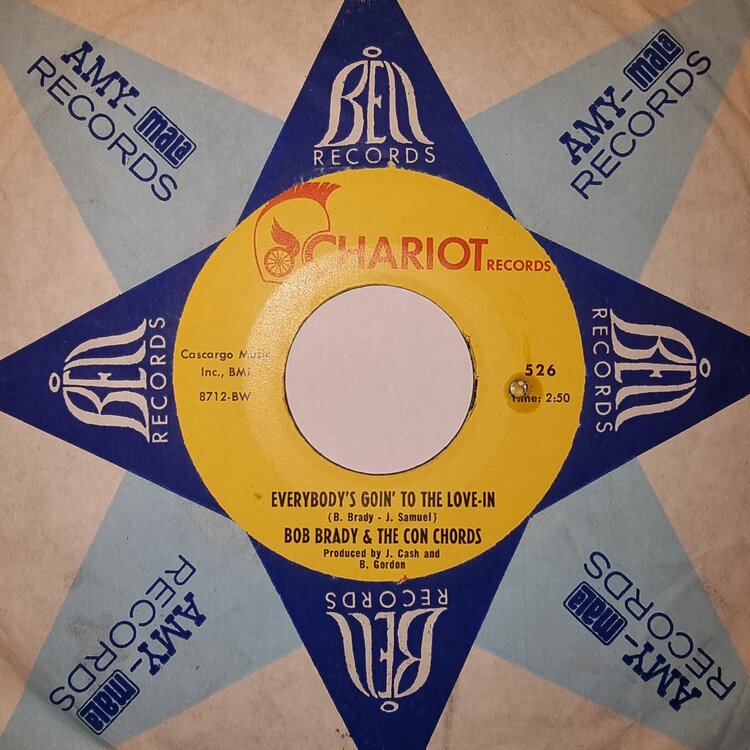 AMY-mala
RECORDS
BELL
RECORDS
AMY-mala
RECORDS
CHARIOT RECORDS
BELL
RECORDS
Cascargo Music
Inc., BMI
8712-BW
526
Time: 2:50
BELL
RECORDS
EVERYBODY'S GOIN' TO THE LOVE-IN
(B. Brady - J. Samuel)
BOB BRADY & THE CON CHORDS
Produced by J. Cash and
B. Gordon
AMY-mala
RECORDS
BELL
RECORDS
AMY-mala
RECORDS